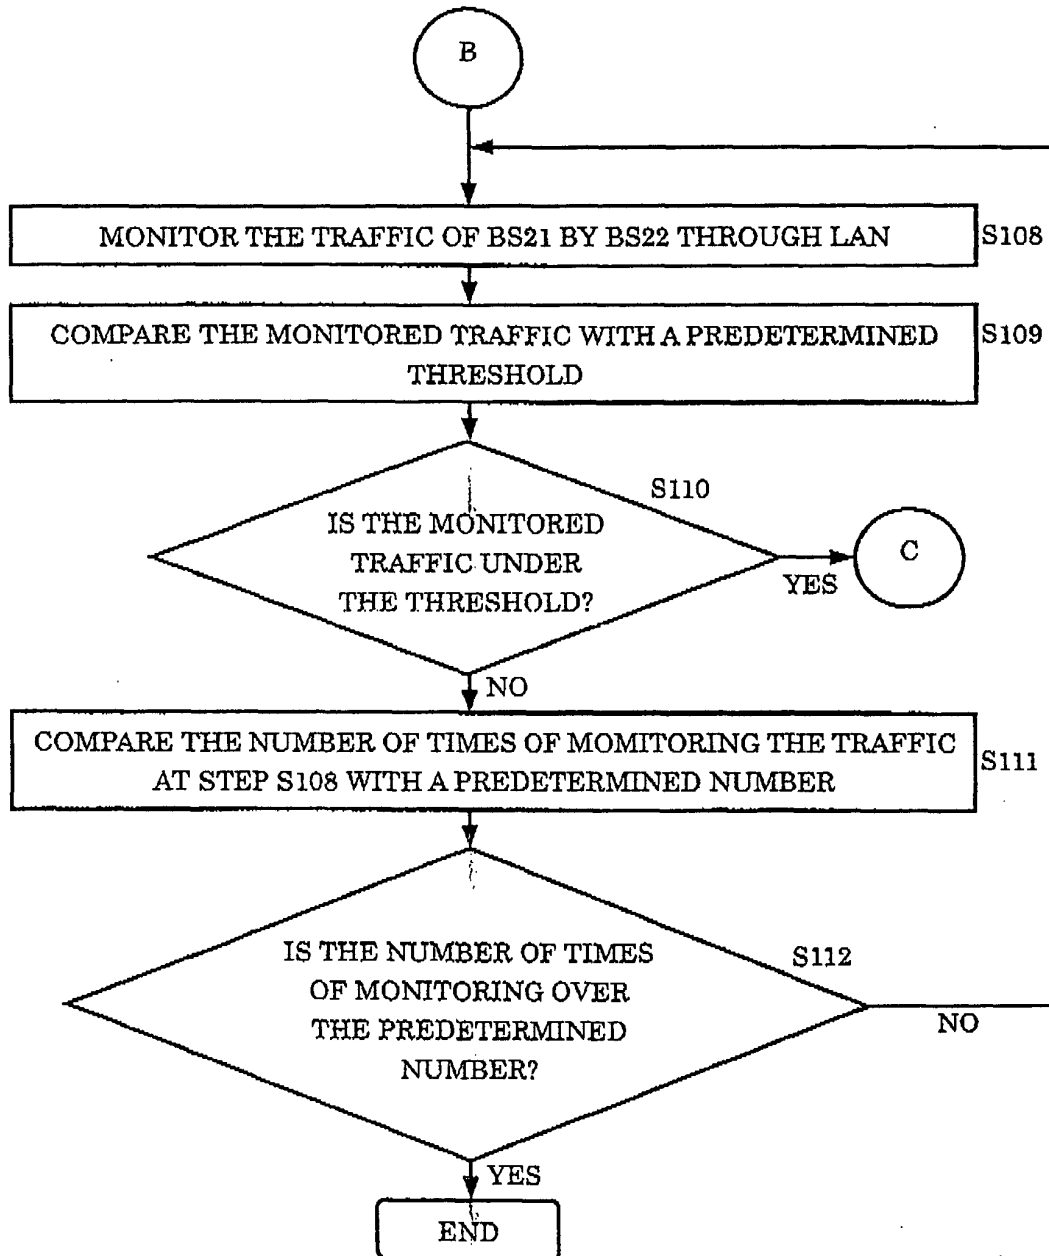 B
MONITOR THE TRAFFIC OF BS21 BY BS22 THROUGH LAN
S108
COMPARE THE MONITORED TRAFFIC WITH A PREDETERMINED
THRESHOLD
S109
S110
IS THE MONITORED
TRAFFIC UNDER
THE THRESHOLD?
YES
C
NO
COMPARE THE NUMBER OF TIMES OF MOMITORING THE TRAFFIC
AT STEP S108 WITH A PREDETERMINED NUMBER
S111
IS THE NUMBER OF TIMES
OF MONITORING OVER
THE PREDETERMINED
NUMBER?
S112
NO
YES
END